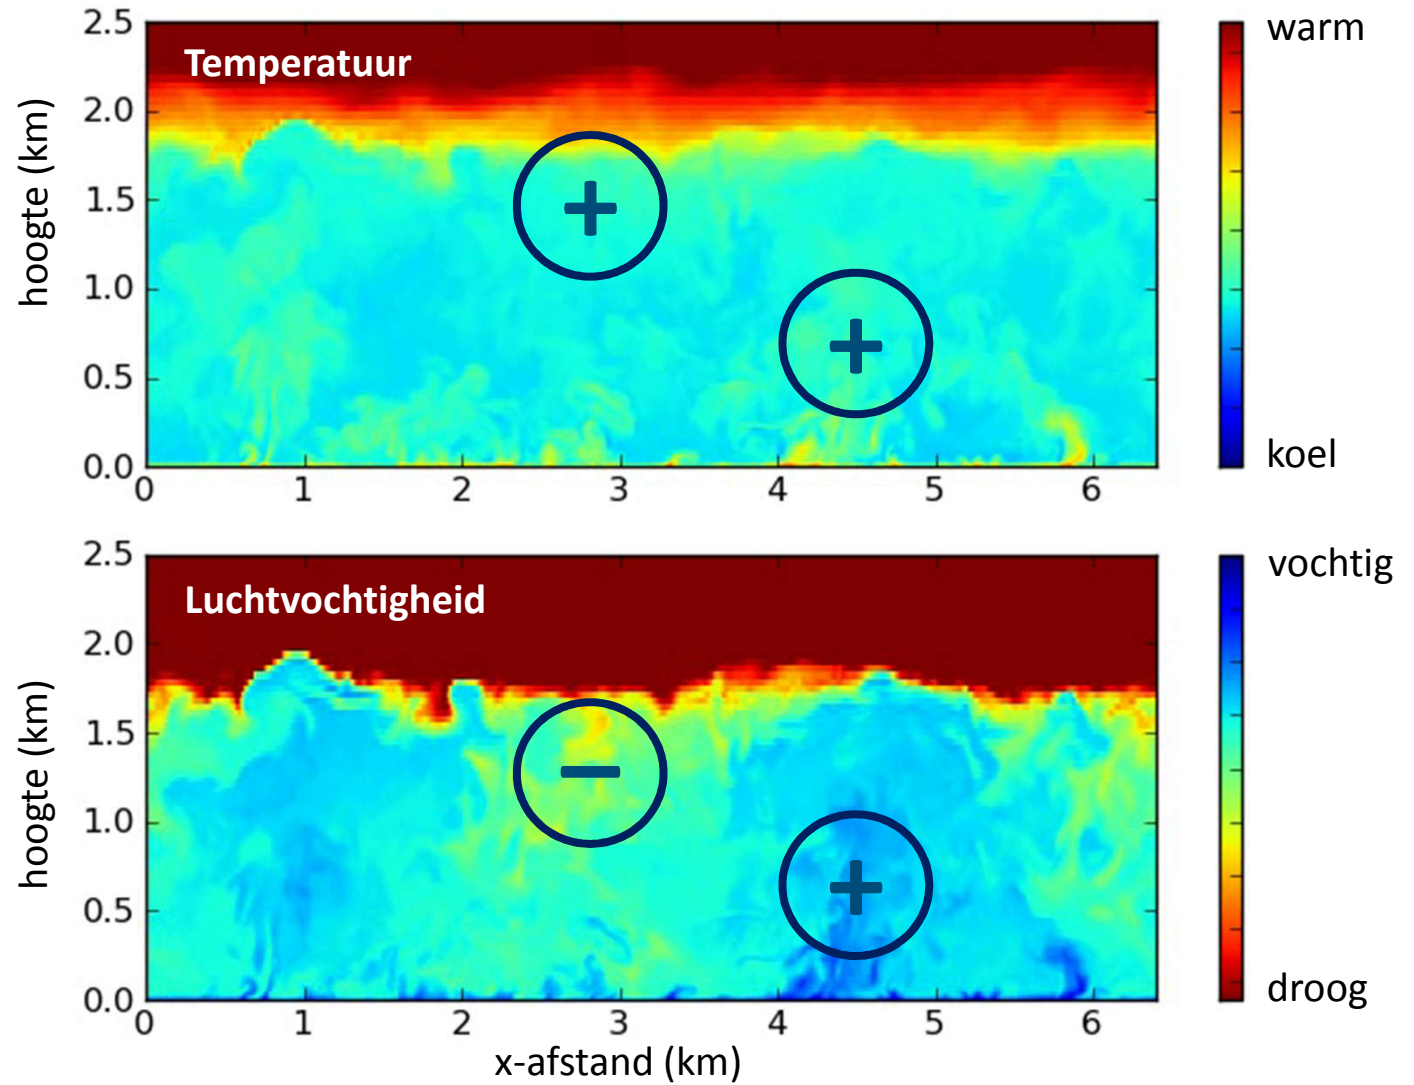 Temperatuur
hoogte (km)
2.5
2.0
1.5
1.0
0.5
0.0
0 1 2 3 4 5 6
warm
koel
+
+
Luchtvochtigheid
hoogte (km)
2.5
2.0
1.5
1.0
0.5
0.0
0 1 2 3 4 5 6
x-afstand (km)
vochtig
droog
−
+